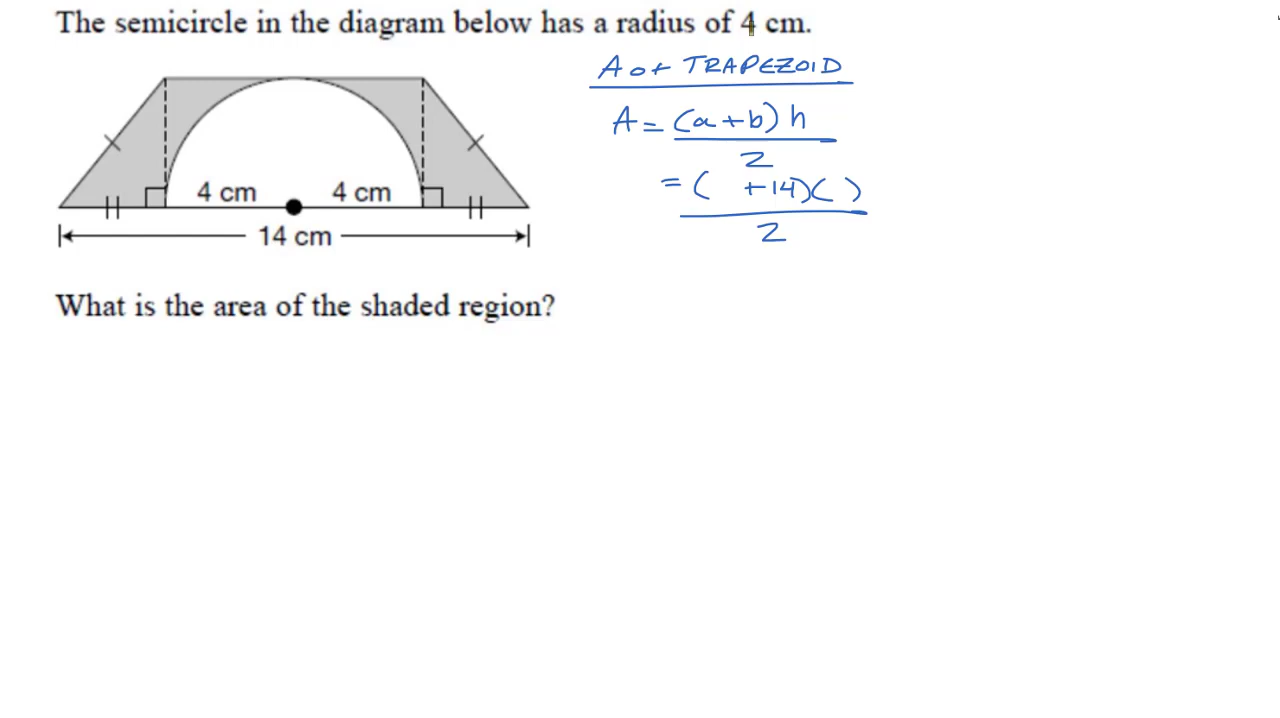 The semicircle in the diagram below has a radius of 4 cm.
A of TRAPEZOID
A = (a+b) h
2
= ( +14)( )
2
4 cm 4 cm
14 cm
What is the area of the shaded region?